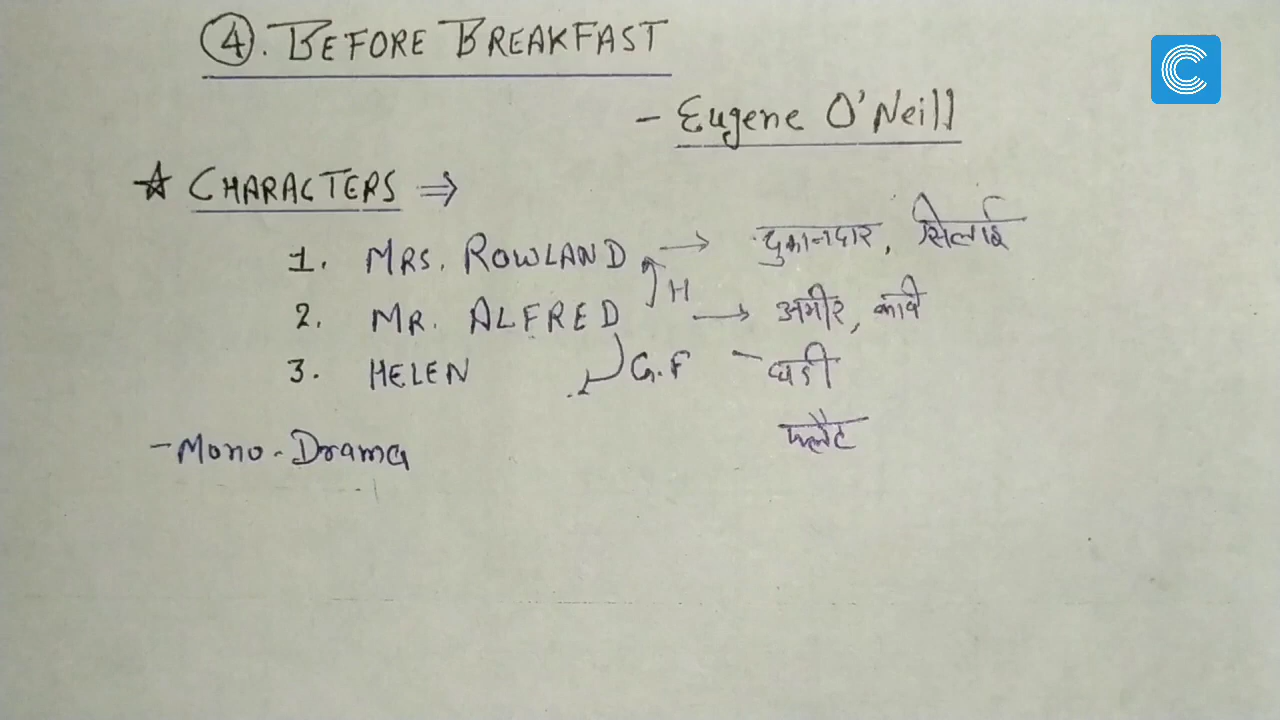 ④. BEFORE BREAKFAST
- Eugene O'Neill
☆ CHARACTERS ⇒
1. MRS. ROWLAND → दुकानदार, सिलाई
H
2. MR. ALFRED → अमीर, कवि
3. HELEN G.F - घडी
फ्लैट
- Mono-Drama